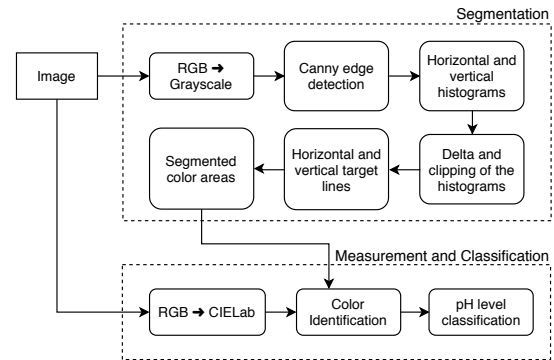 Segmentation
Image
RGB ➜
Grayscale
Canny edge
detection
Horizontal and
vertical
histograms
Segmented
color areas
Horizontal and
vertical target
lines
Delta and
clipping of the
histograms
Measurement and Classification
RGB ➜ CIELab
Color
Identification
pH level
classification